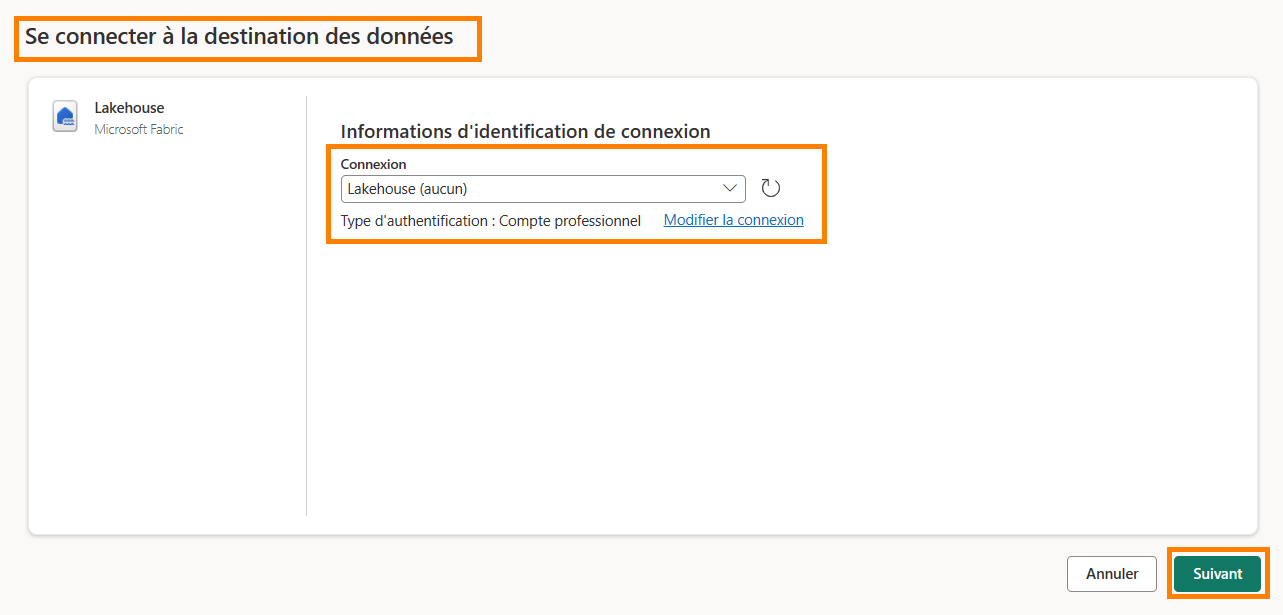 Se connecter à la destination des données
Lakehouse
Microsoft Fabric
Informations d'identification de connexion
Connexion
Lakehouse (aucun)
Type d'authentification : Compte professionnel Modifier la connexion
Annuler Suivant